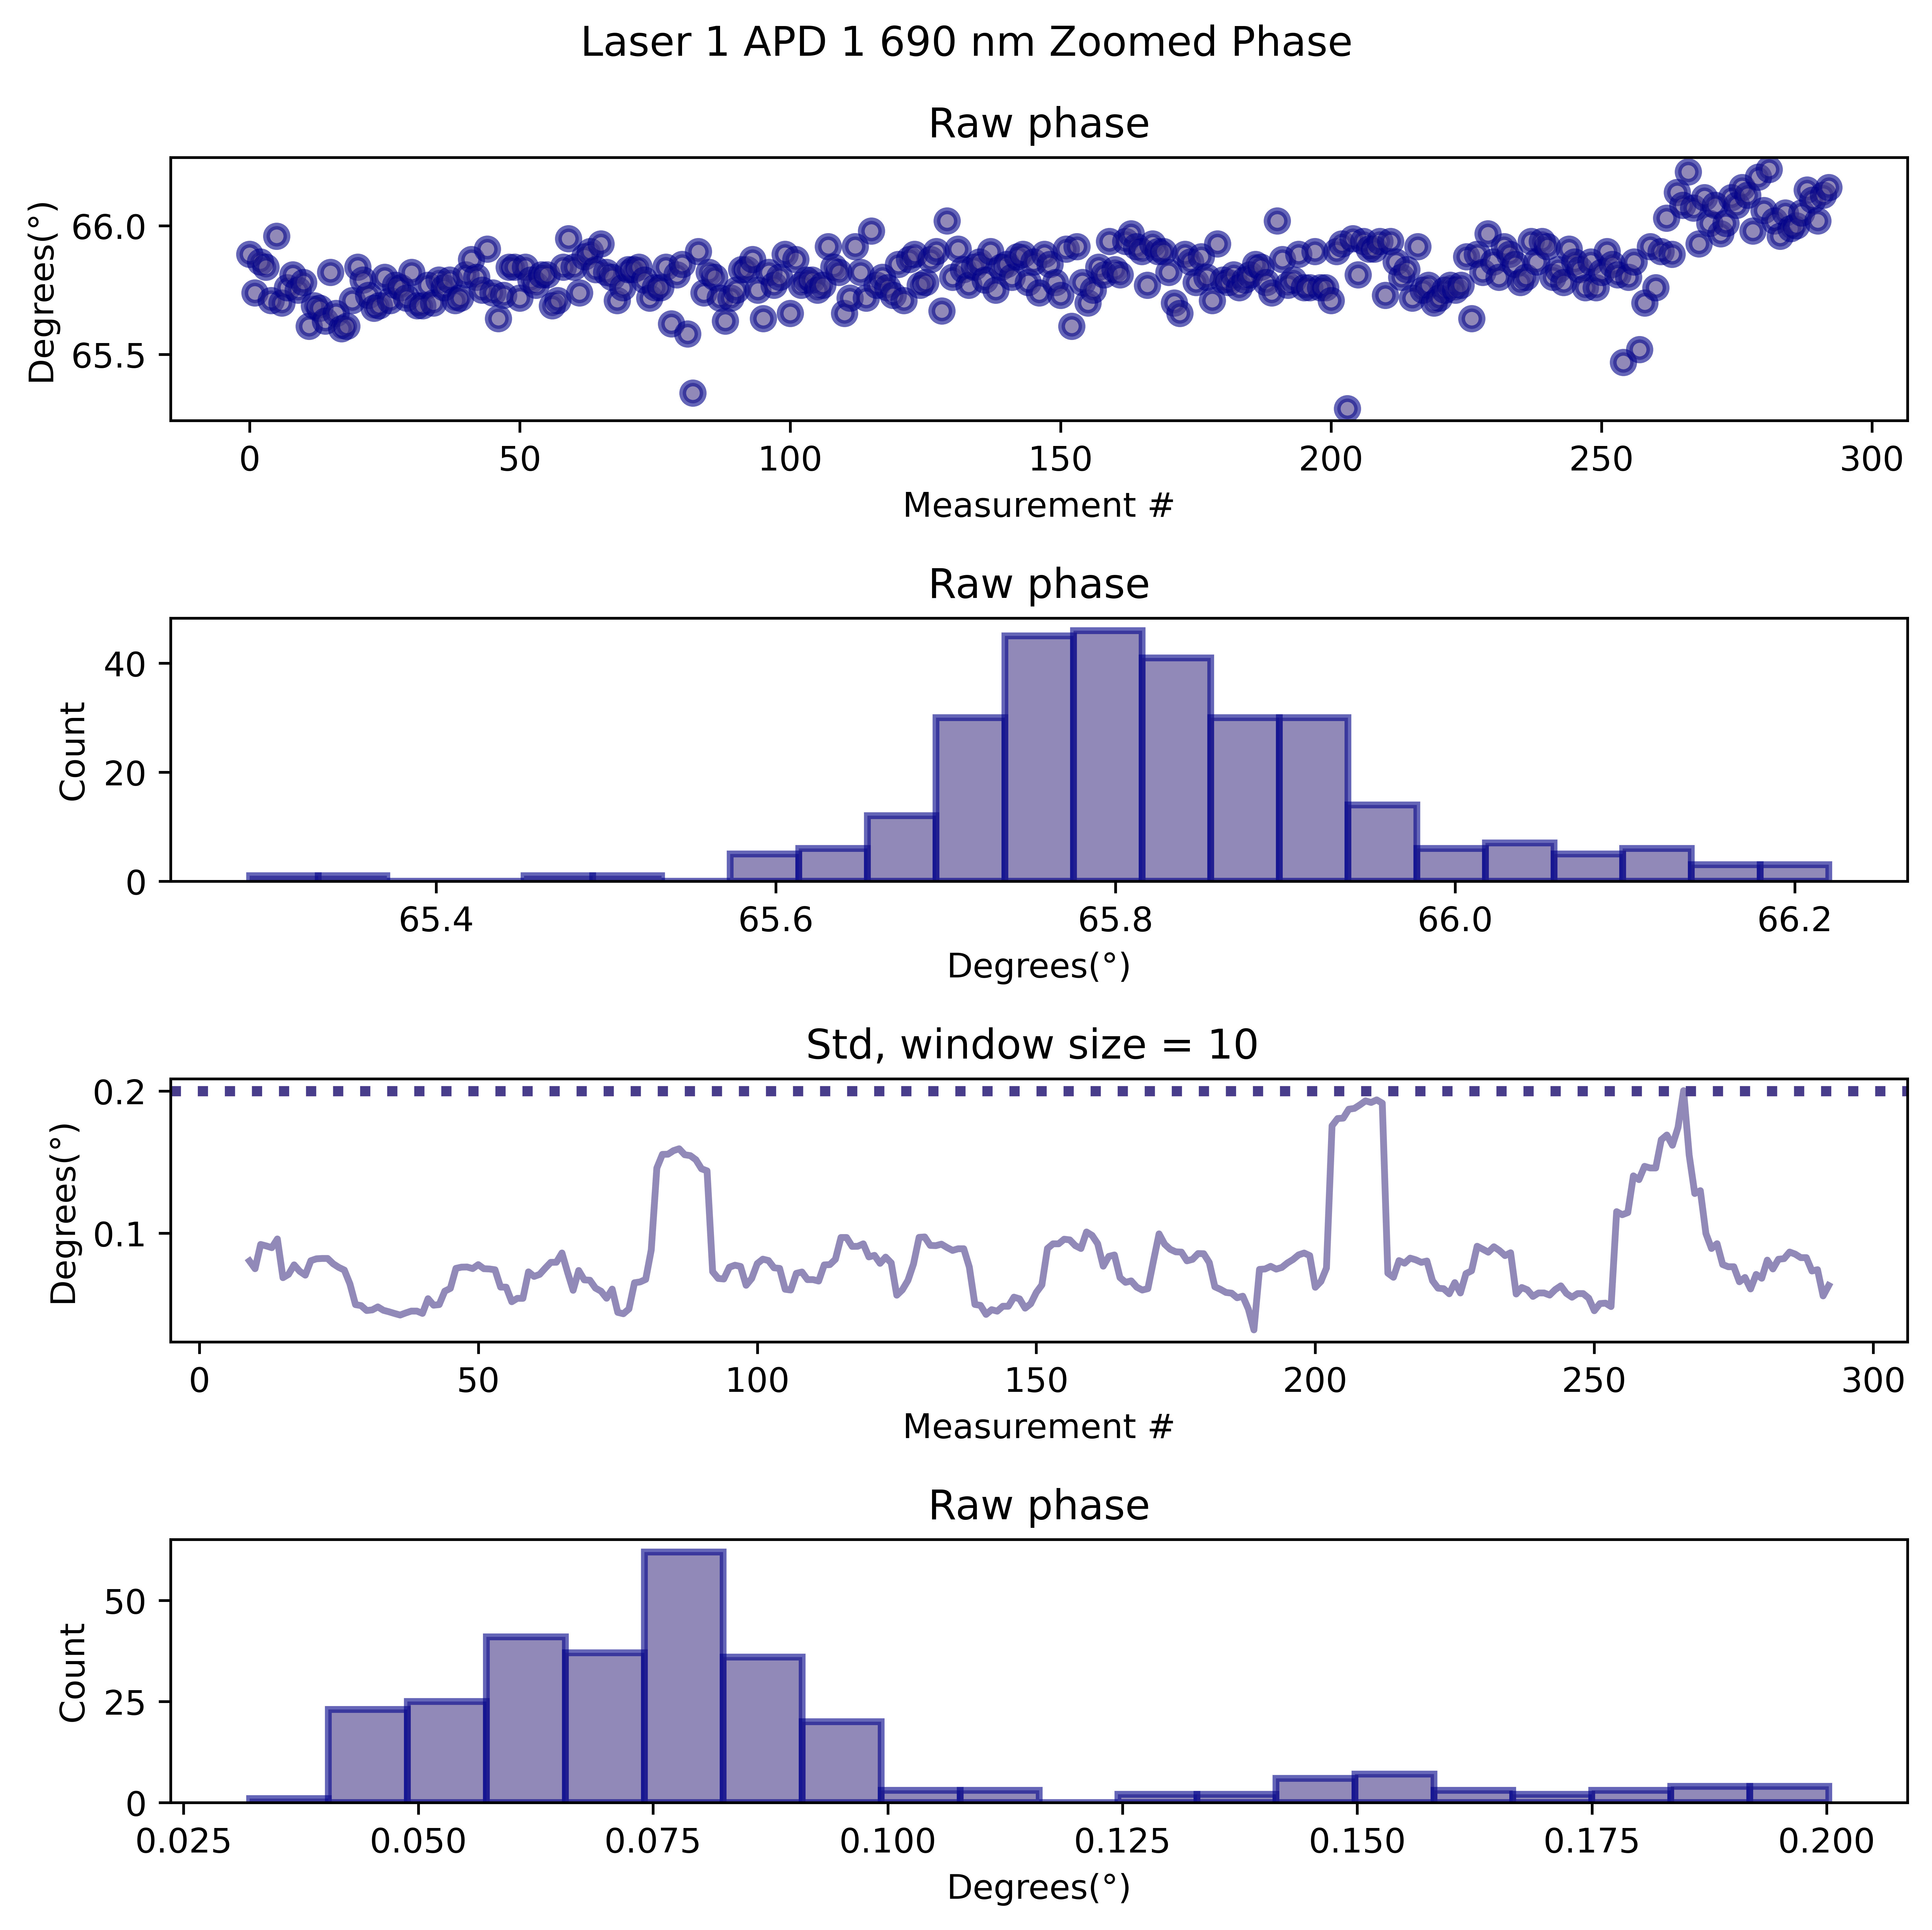 Laser 1 APD 1 690 nm Zoomed Phase
Raw phase
Degrees(°)
66.0
65.5
0 50 100 150 200 250 300
Measurement #
Raw phase
Count
40
20
0
65.4 65.6 65.8 66.0 66.2
Degrees(°)
Std, window size = 10
Degrees(°)
0.2
0.1
0 50 100 150 200 250 300
Measurement #
Raw phase
Count
50
25
0
0.025 0.050 0.075 0.100 0.125 0.150 0.175 0.200
Degrees(°)